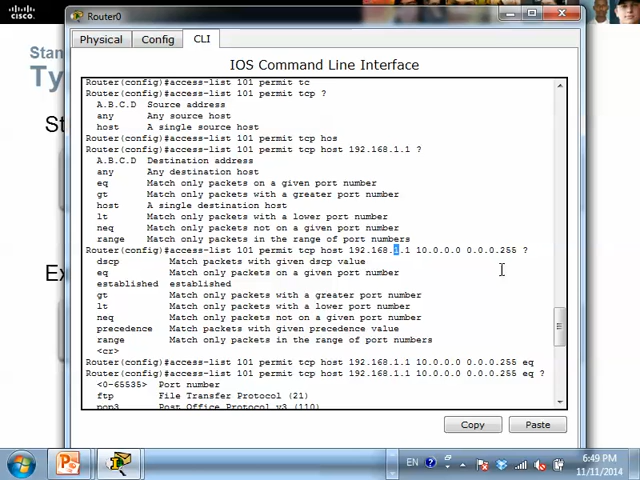 CISCO
Router0
Physical
Config
CLI
Stan
Ty
St
Ex
IOS Command Line Interface
Router(config)#access-list 101 permit tc
Router(config)#access-list 101 permit tcp ?
A.B.C.D Source address
any Any source host
host A single source host
Router(config)#access-list 101 permit tcp hos
Router(config)#access-list 101 permit tcp host 192.168.1.1 ?
A.B.C.D Destination address
any Any destination host
eq Match only packets on a given port number
gt Match only packets with a greater port number
host A single destination host
lt Match only packets with a lower port number
neq Match only packets not on a given port number
range Match only packets in the range of port numbers
Router(config)#access-list 101 permit tcp host 192.168.1.1 10.0.0.0 0.0.0.255 ?
dscp Match packets with given dscp value
eq Match only packets on a given port number
established established
gt Match only packets with a greater port number
lt Match only packets with a lower port number
neq Match only packets not on a given port number
precedence Match packets with given precedence value
range Match only packets in the range of port numbers
<cr>
Router(config)#access-list 101 permit tcp host 192.168.1.1 10.0.0.0 0.0.0.255 eq
Router(config)#access-list 101 permit tcp host 192.168.1.1 10.0.0.0 0.0.0.255 eq ?
<0-65535> Port number
ftp File Transfer Protocol (21)
pop3 Post Office Protocol v3 (110)
Copy
Paste
EN
6:49 PM
11/11/2014